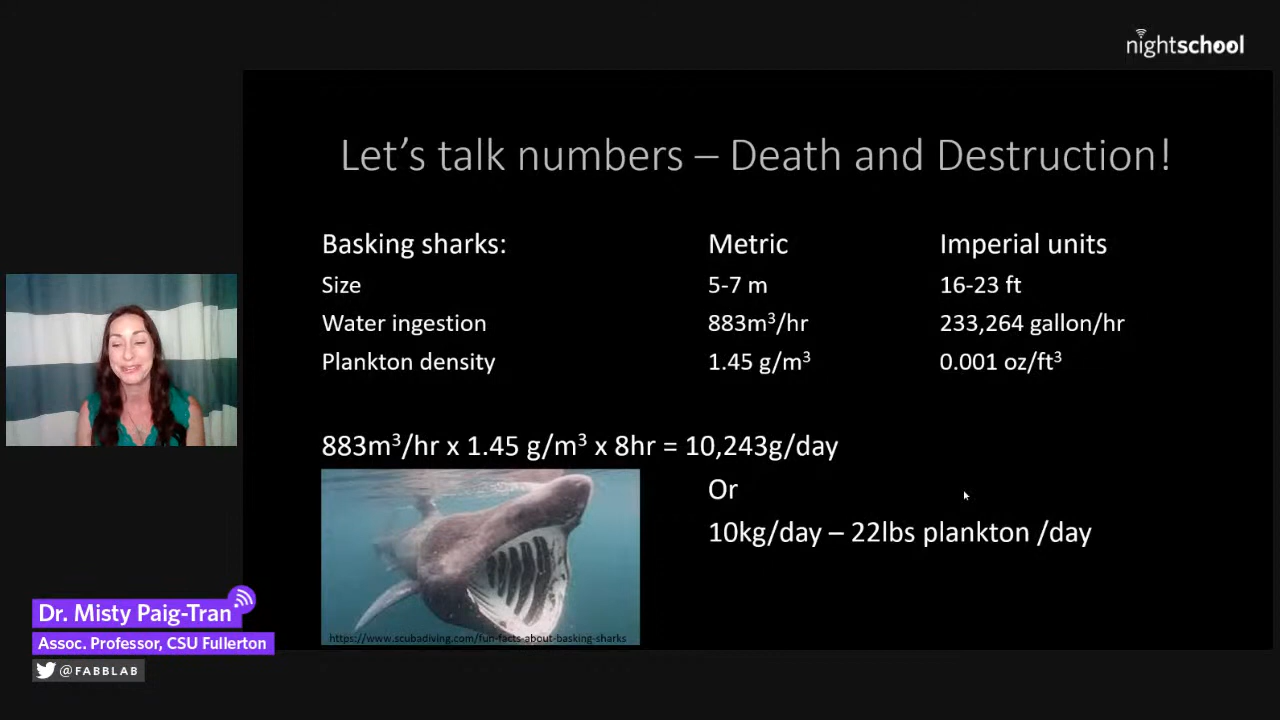 nightschool
Let's talk numbers – Death and Destruction!
Basking sharks: Metric Imperial units
Size 5-7 m 16-23 ft
Water ingestion 883m³/hr 233,264 gallon/hr
Plankton density 1.45 g/m³ 0.001 oz/ft³
883m³/hr x 1.45 g/m³ x 8hr = 10,243g/day
Or
10kg/day – 22lbs plankton /day
https://www.scubadiving.com/fun-facts-about-basking-sharks
Dr. Misty Paig-Tran
Assoc. Professor, CSU Fullerton
@FABBLAB